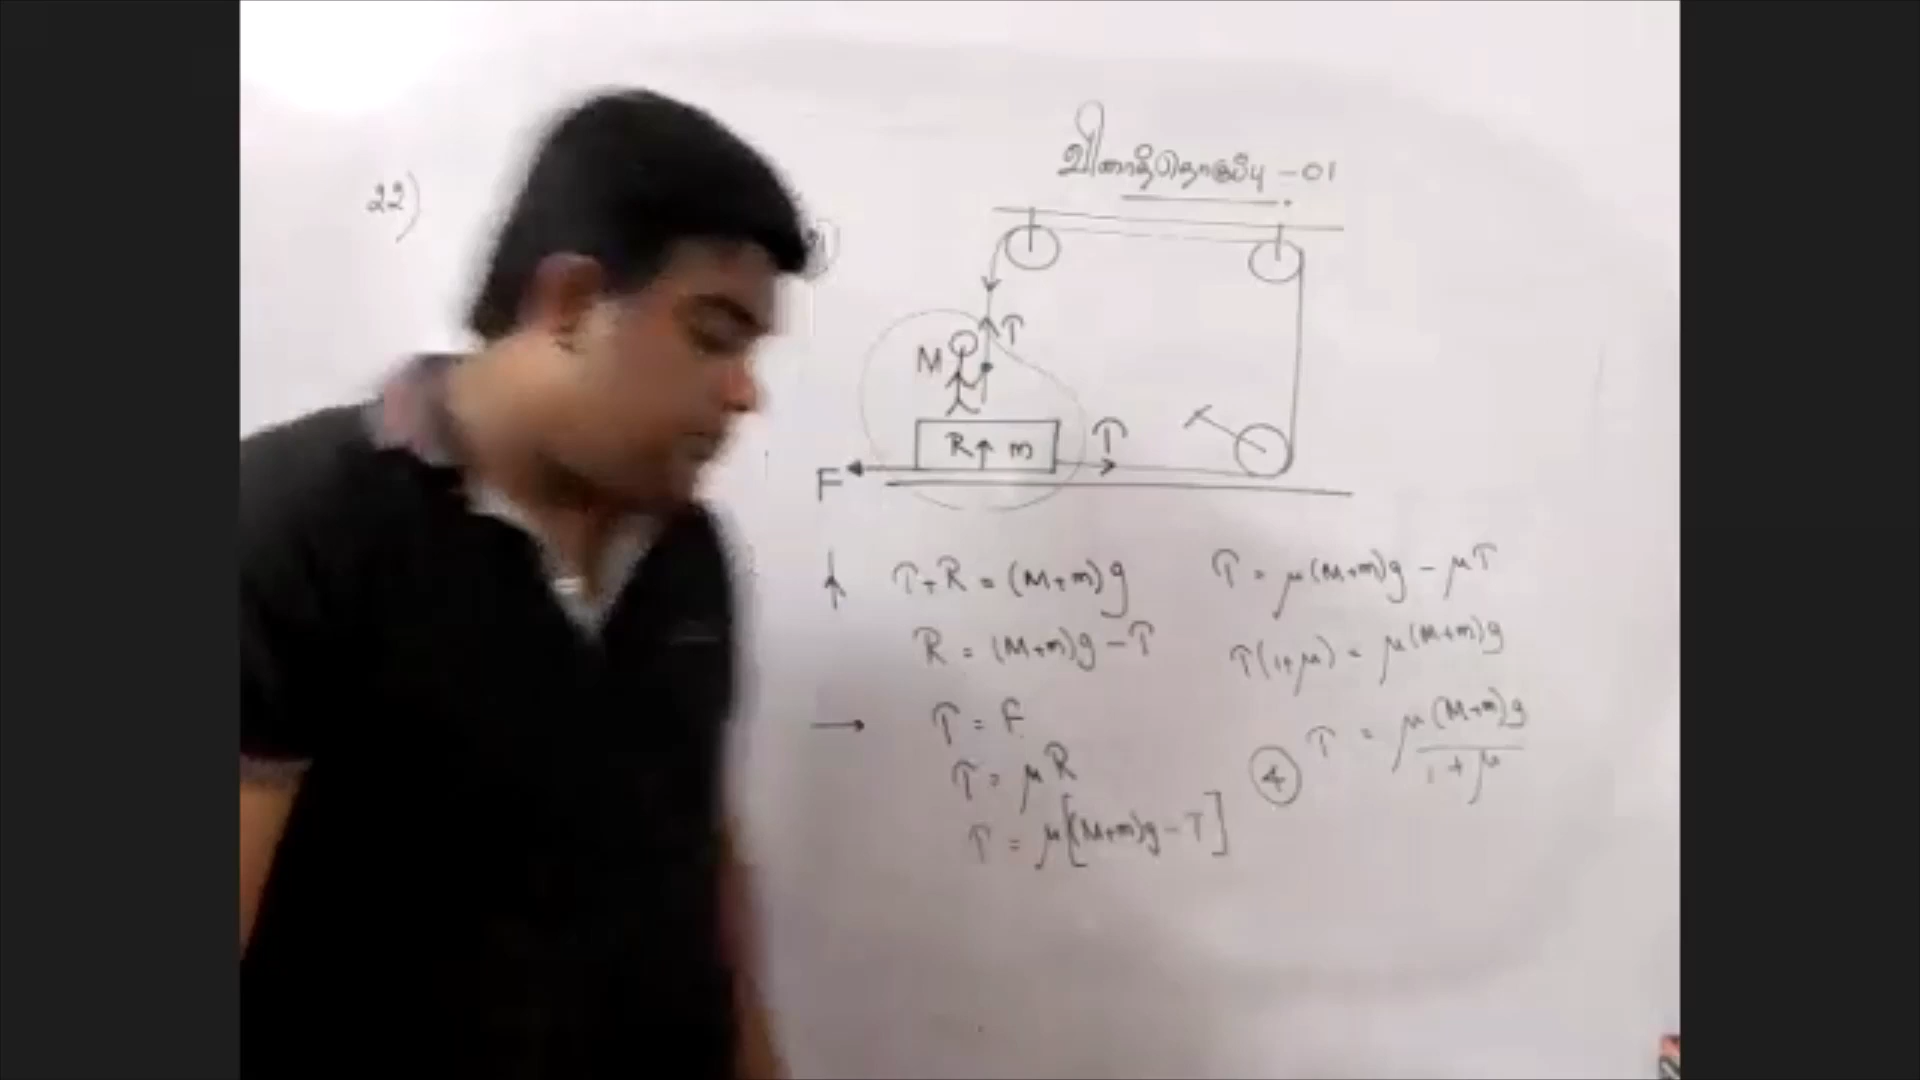 வினாத்தொகுப்பு - 01
22)
T
M
R m
T
F
T + R = (M+m)g
R = (M+m)g - T
T = F
T = μR
T = μ[(M+m)g - T]
T = μ(M+m)g - μT
T(1+μ) = μ(M+m)g
④ T = μ(M+m)g / 1+μ